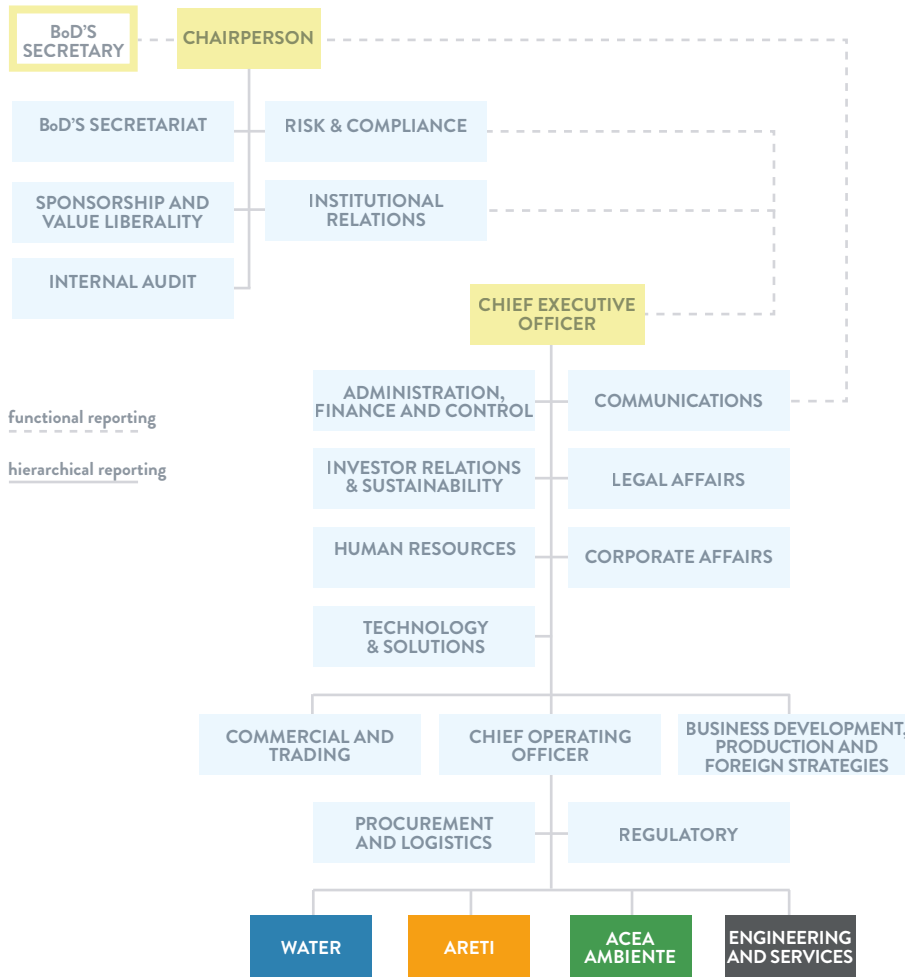 BoD'S
SECRETARY
CHAIRPERSON
BoD'S SECRETARIAT
RISK & COMPLIANCE
SPONSORSHIP AND
VALUE LIBERALITY
INSTITUTIONAL
RELATIONS
INTERNAL AUDIT
CHIEF EXECUTIVE
OFFICER
functional reporting
hierarchical reporting
ADMINISTRATION,
FINANCE AND CONTROL
COMMUNICATIONS
INVESTOR RELATIONS
& SUSTAINABILITY
LEGAL AFFAIRS
HUMAN RESOURCES
CORPORATE AFFAIRS
TECHNOLOGY
& SOLUTIONS
COMMERCIAL AND
TRADING
CHIEF OPERATING
OFFICER
BUSINESS DEVELOPMENT,
PRODUCTION AND
FOREIGN STRATEGIES
PROCUREMENT
AND LOGISTICS
REGULATORY
WATER
ARETI
ACEA
AMBIENTE
ENGINEERING
AND SERVICES